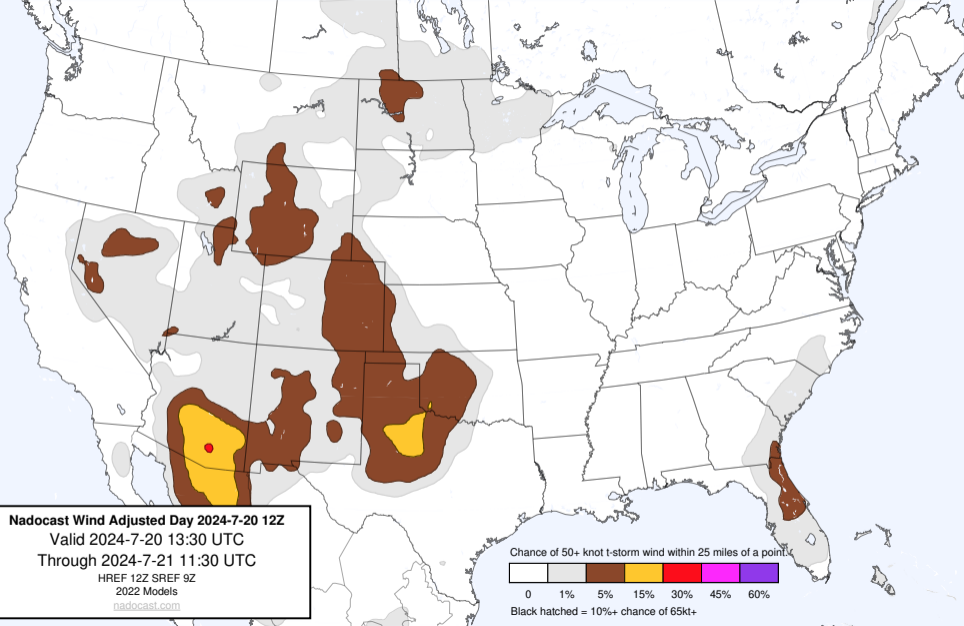 Nadocast Wind Adjusted Day 2024-7-20 12Z
Valid 2024-7-20 13:30 UTC
Through 2024-7-21 11:30 UTC
HREF 12Z SREF 9Z
2022 Models
nadocast.com
Chance of 50+ knot t-storm wind within 25 miles of a point.
0 1% 5% 15% 30% 45% 60%
Black hatched = 10%+ chance of 65kt+